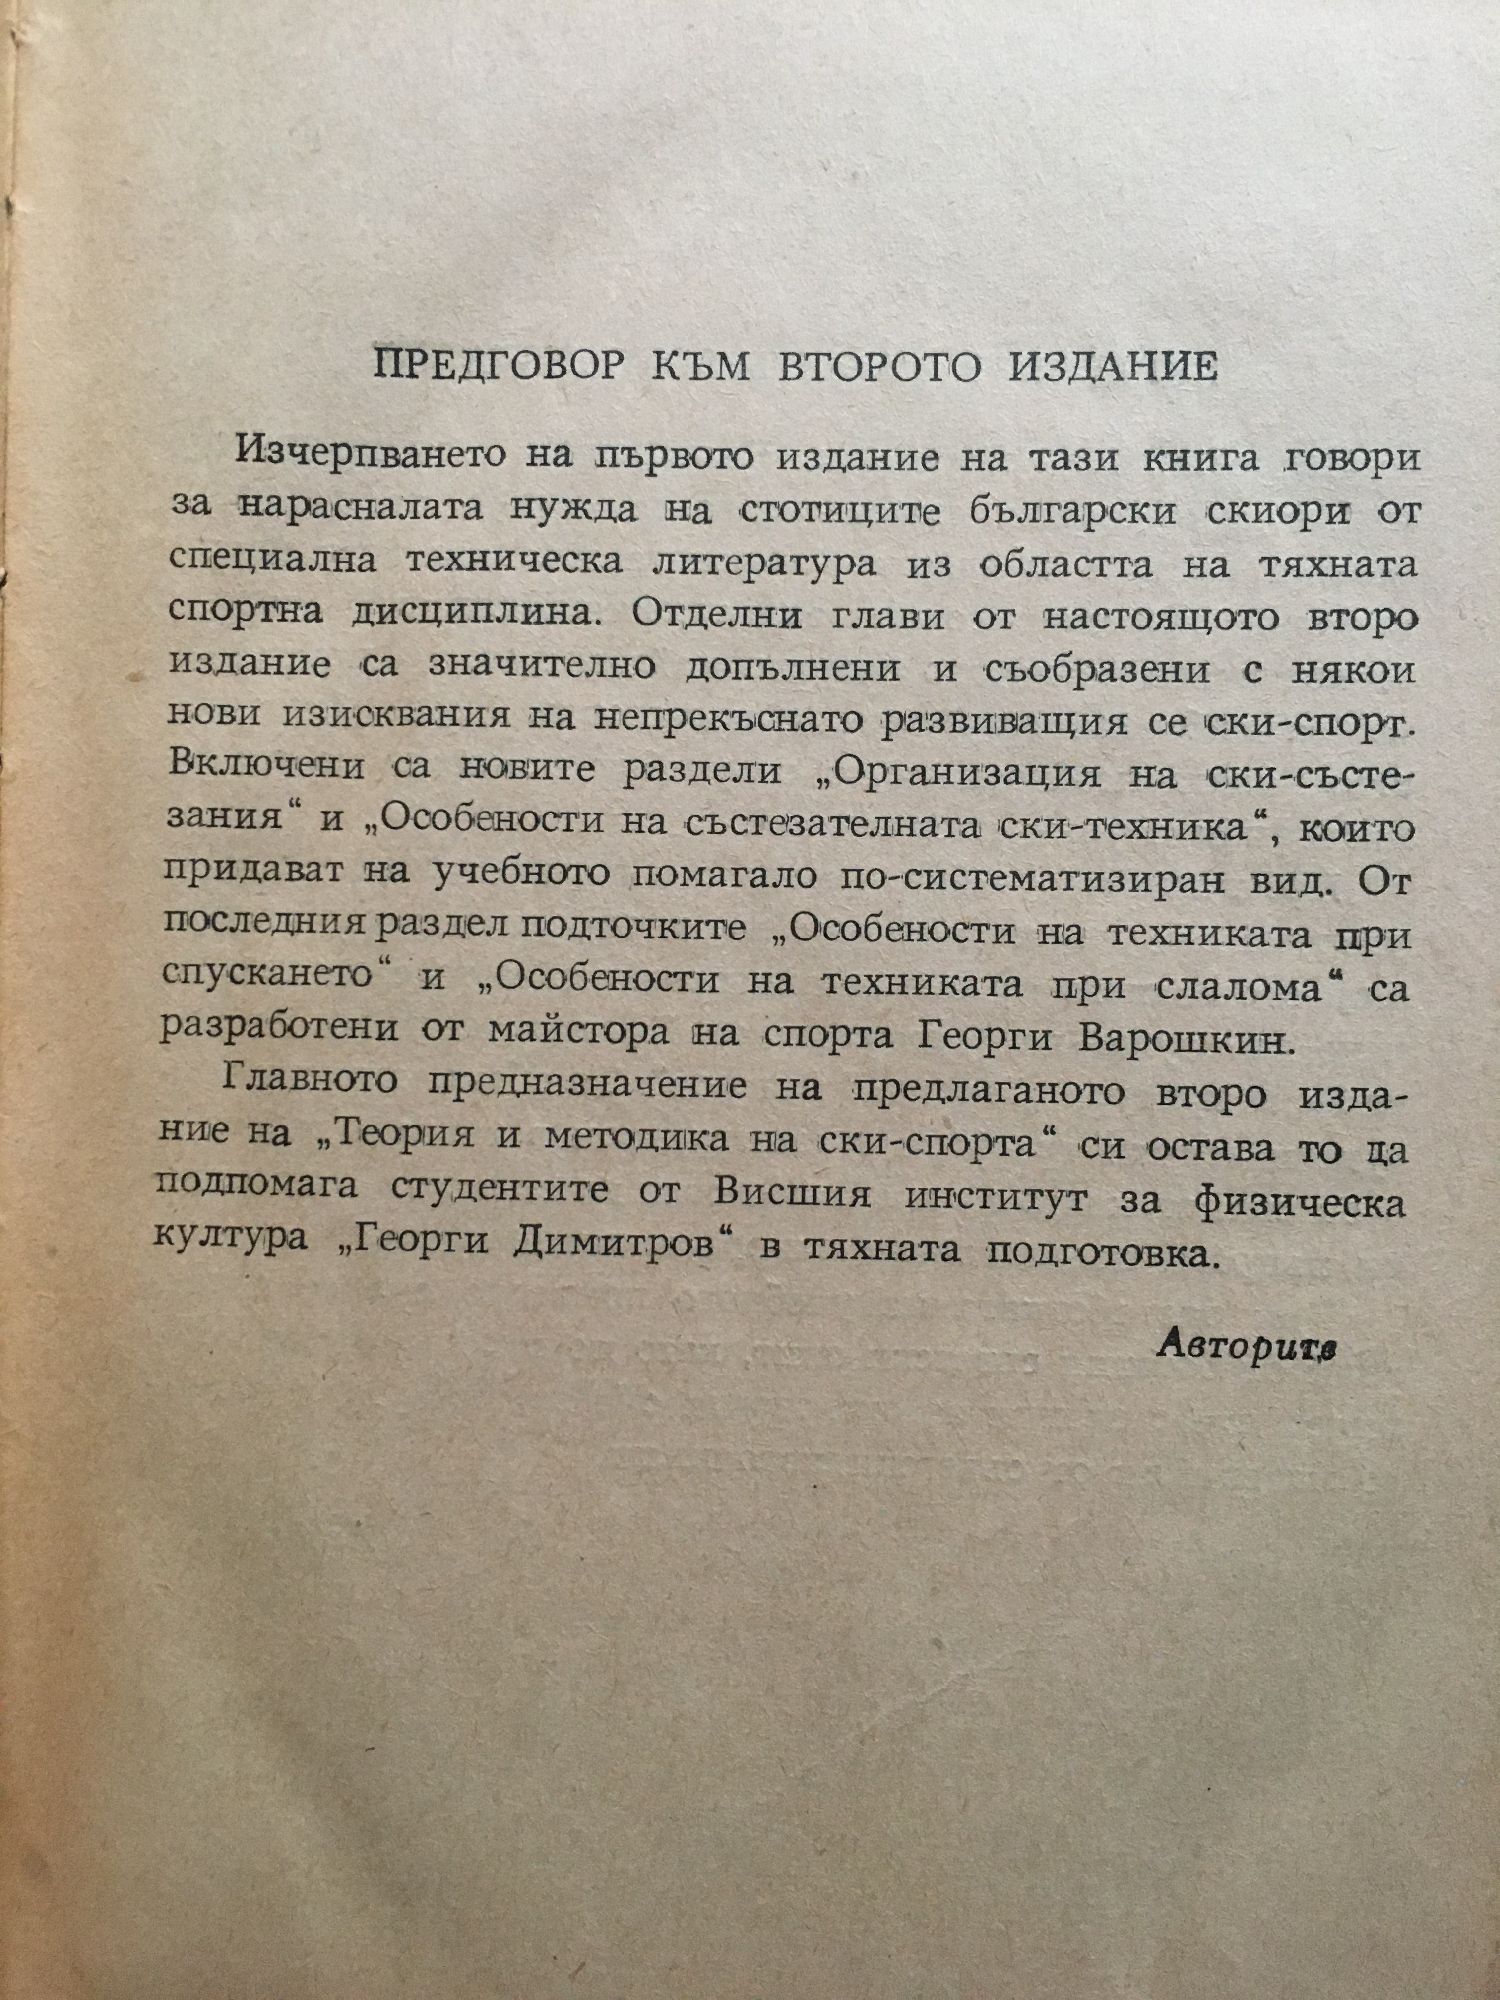 ПРЕДГОВОР КЪМ ВТОРОТО ИЗДАНИЕ
Изчерпването на първото издание на тази книга говори
за нарасналата нужда на стотиците български скиори от
специална техническа литература из областта на тяхната
спортна дисциплина. Отделни глави от настоящото второ
издание са значително допълнени и съобразени с някои
нови изисквания на непрекъснато развиващия се ски-спорт.
Включени са новите раздели „Организация на ски-състе-
зания“ и „Особености на състезателната ски-техника“, които
придават на учебното помагало по-систематизиран вид. От
последния раздел подточките „Особености на техниката при
спускането“ и „Особености на техниката при слалома“ са
разработени от майстора на спорта Георги Варошкин.
Главното предназначение на предлаганото второ изда-
ние на „Теория и методика на ски-спорта“ си остава то да
подпомага студентите от Висшия институт за физическа
култура „Георги Димитров“ в тяхната подготовка.
Авторите